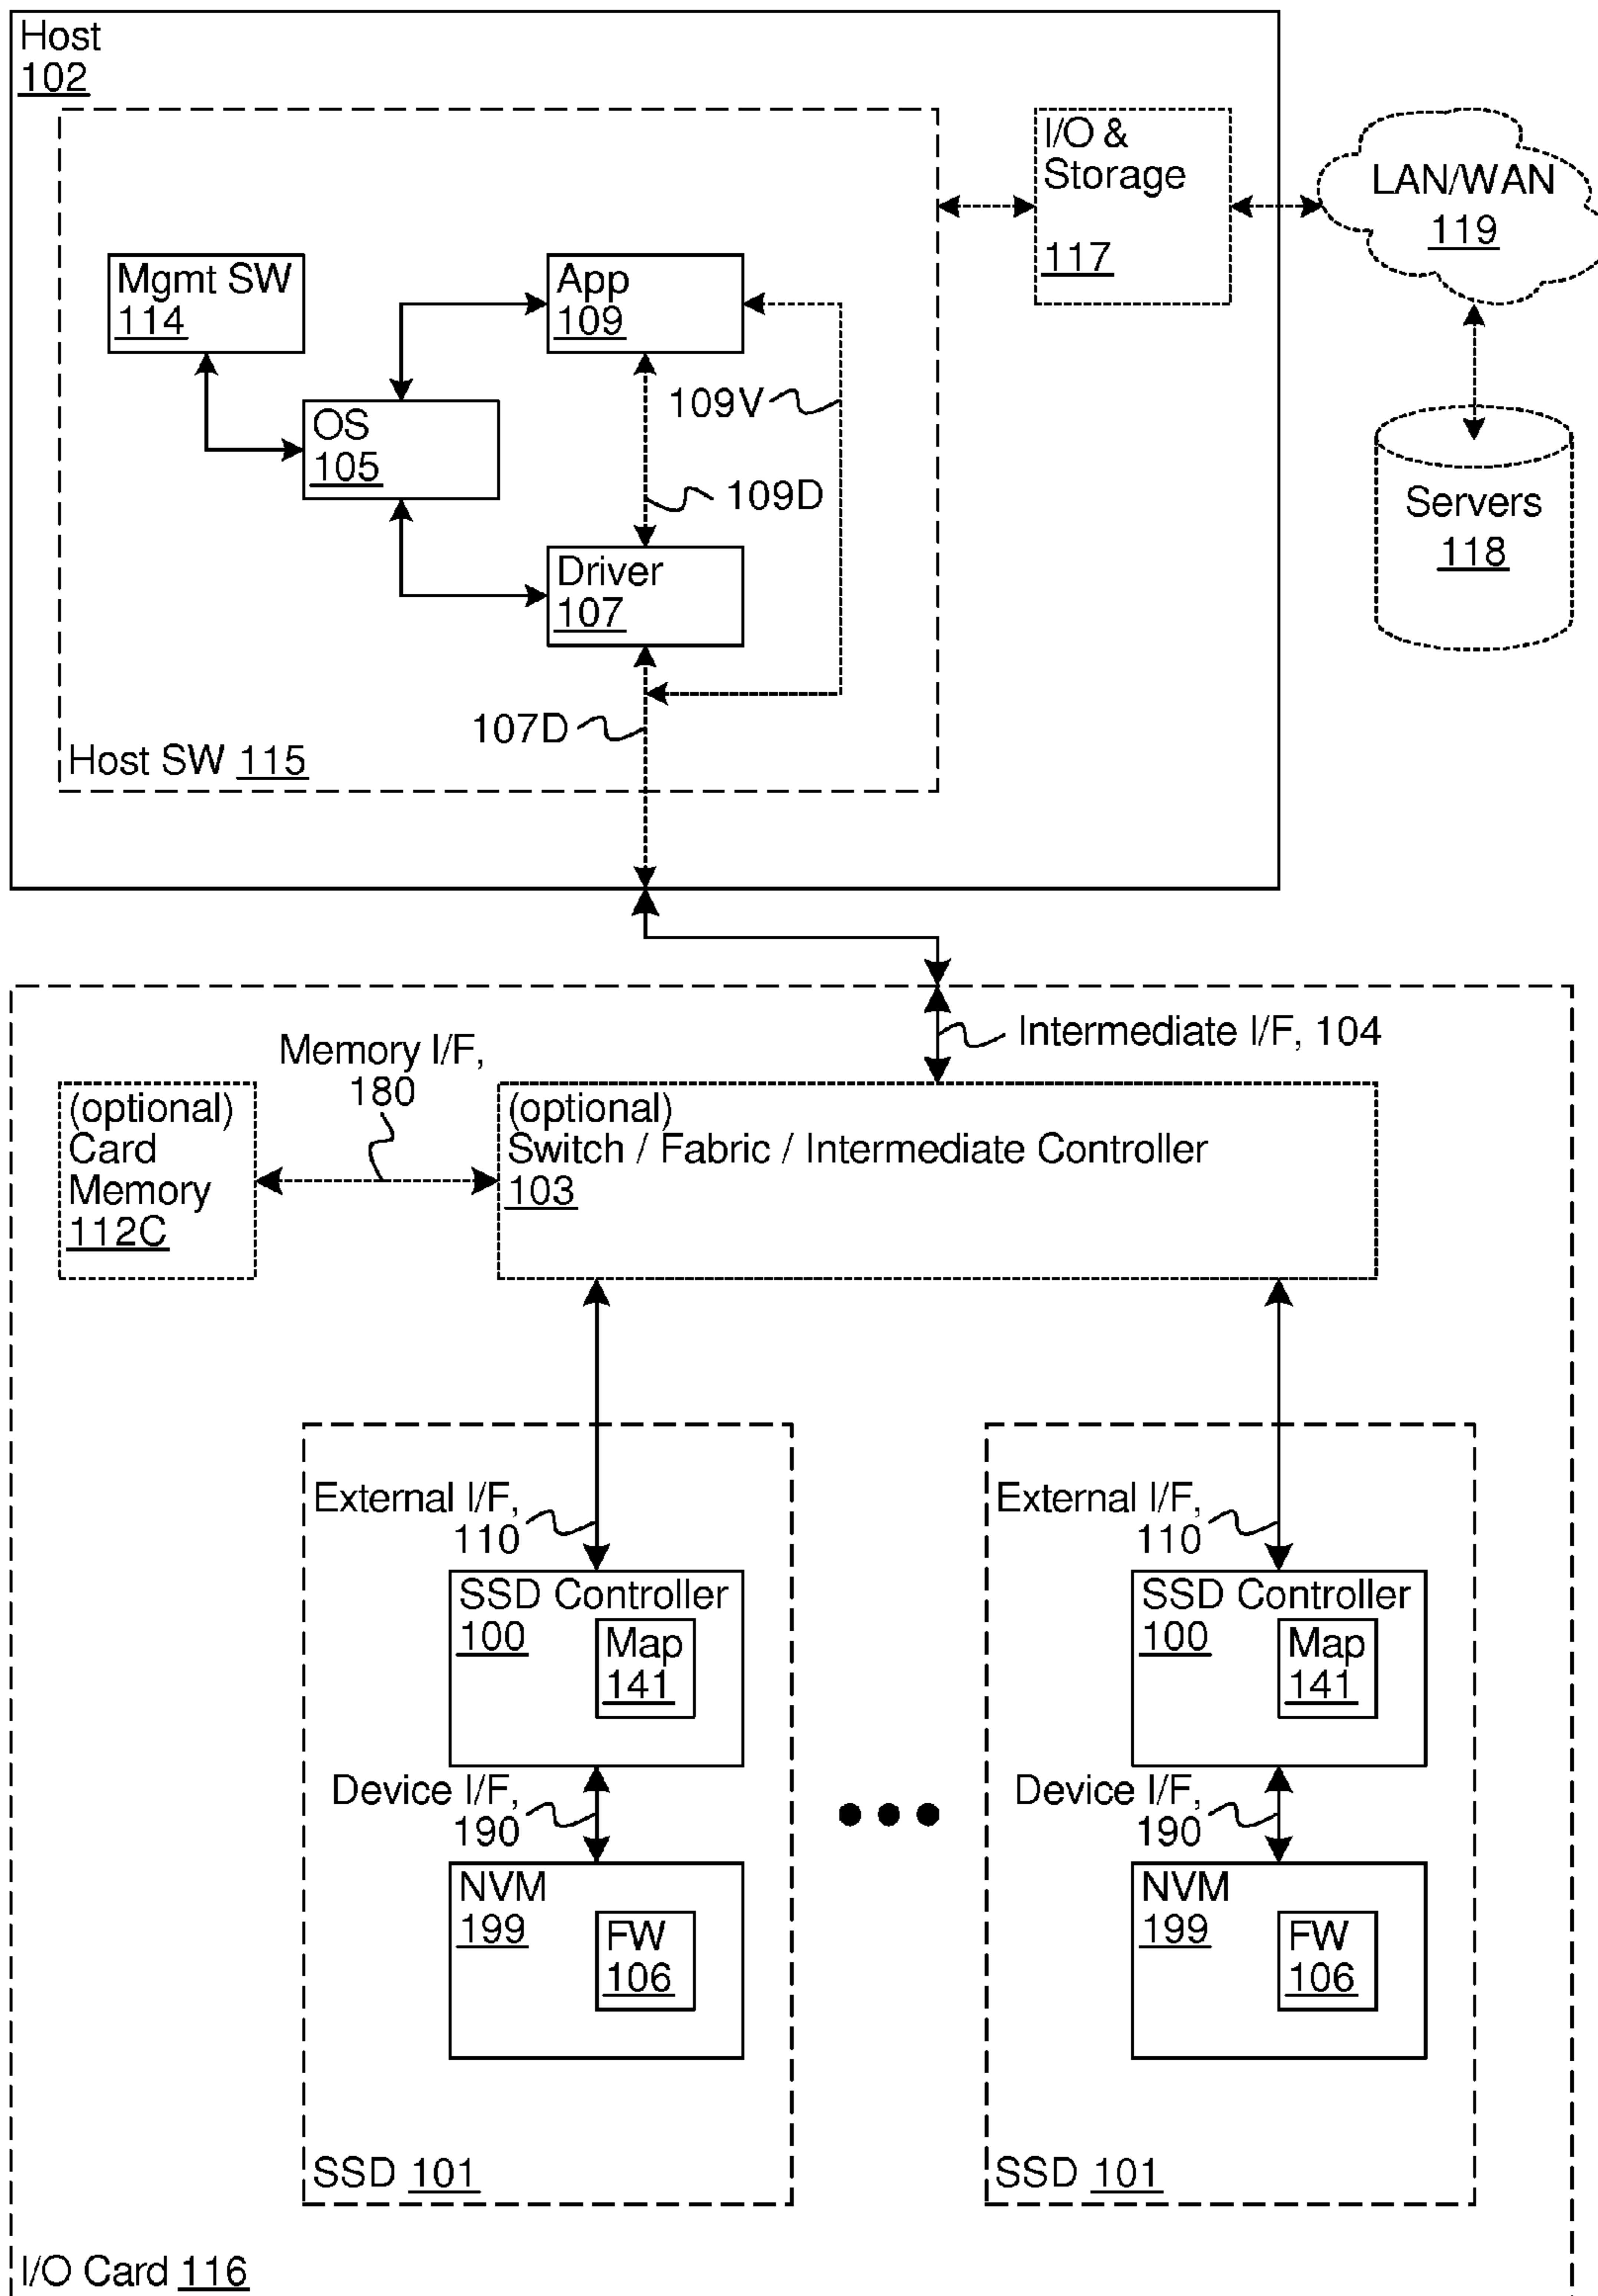 Host
102
I/O &
Storage
117
LAN/WAN
119
Mgmt SW
114
App
109
109V
OS
105
109D
Servers
118
Driver
107
107D
Host SW 115
Intermediate I/F, 104
Memory I/F,
180
(optional)
Card
Memory
112C
(optional)
Switch / Fabric / Intermediate Controller
103
External I/F,
110
SSD Controller
100
Map
141
Device I/F,
190
NVM
199
FW
106
SSD 101
External I/F,
110
SSD Controller
100
Map
141
Device I/F,
190
NVM
199
FW
106
SSD 101
I/O Card 116